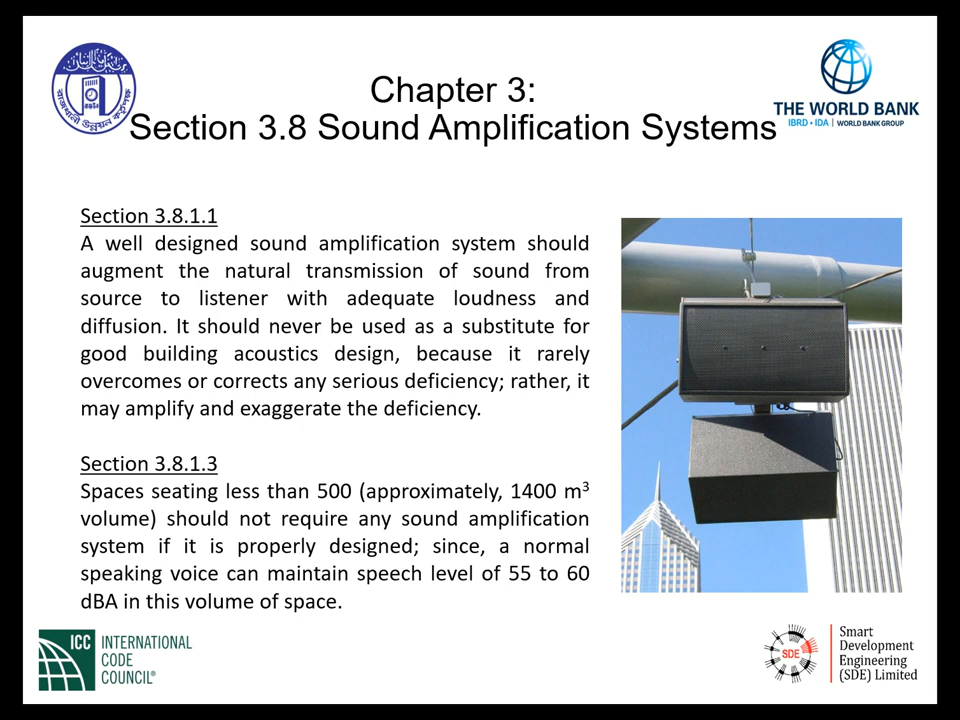 Chapter 3:
Section 3.8 Sound Amplification Systems
THE WORLD BANK
IBRD • IDA | WORLD BANK GROUP
রাজধানী উন্নয়ন কর্তৃপক্ষ
Section 3.8.1.1
A well designed sound amplification system should
augment the natural transmission of sound from
source to listener with adequate loudness and
diffusion. It should never be used as a substitute for
good building acoustics design, because it rarely
overcomes or corrects any serious deficiency; rather, it
may amplify and exaggerate the deficiency.
Section 3.8.1.3
Spaces seating less than 500 (approximately, 1400 m³
volume) should not require any sound amplification
system if it is properly designed; since, a normal
speaking voice can maintain speech level of 55 to 60
dBA in this volume of space.
ICC
INTERNATIONAL
CODE
COUNCIL®
SDE
Smart
Development
Engineering
(SDE) Limited